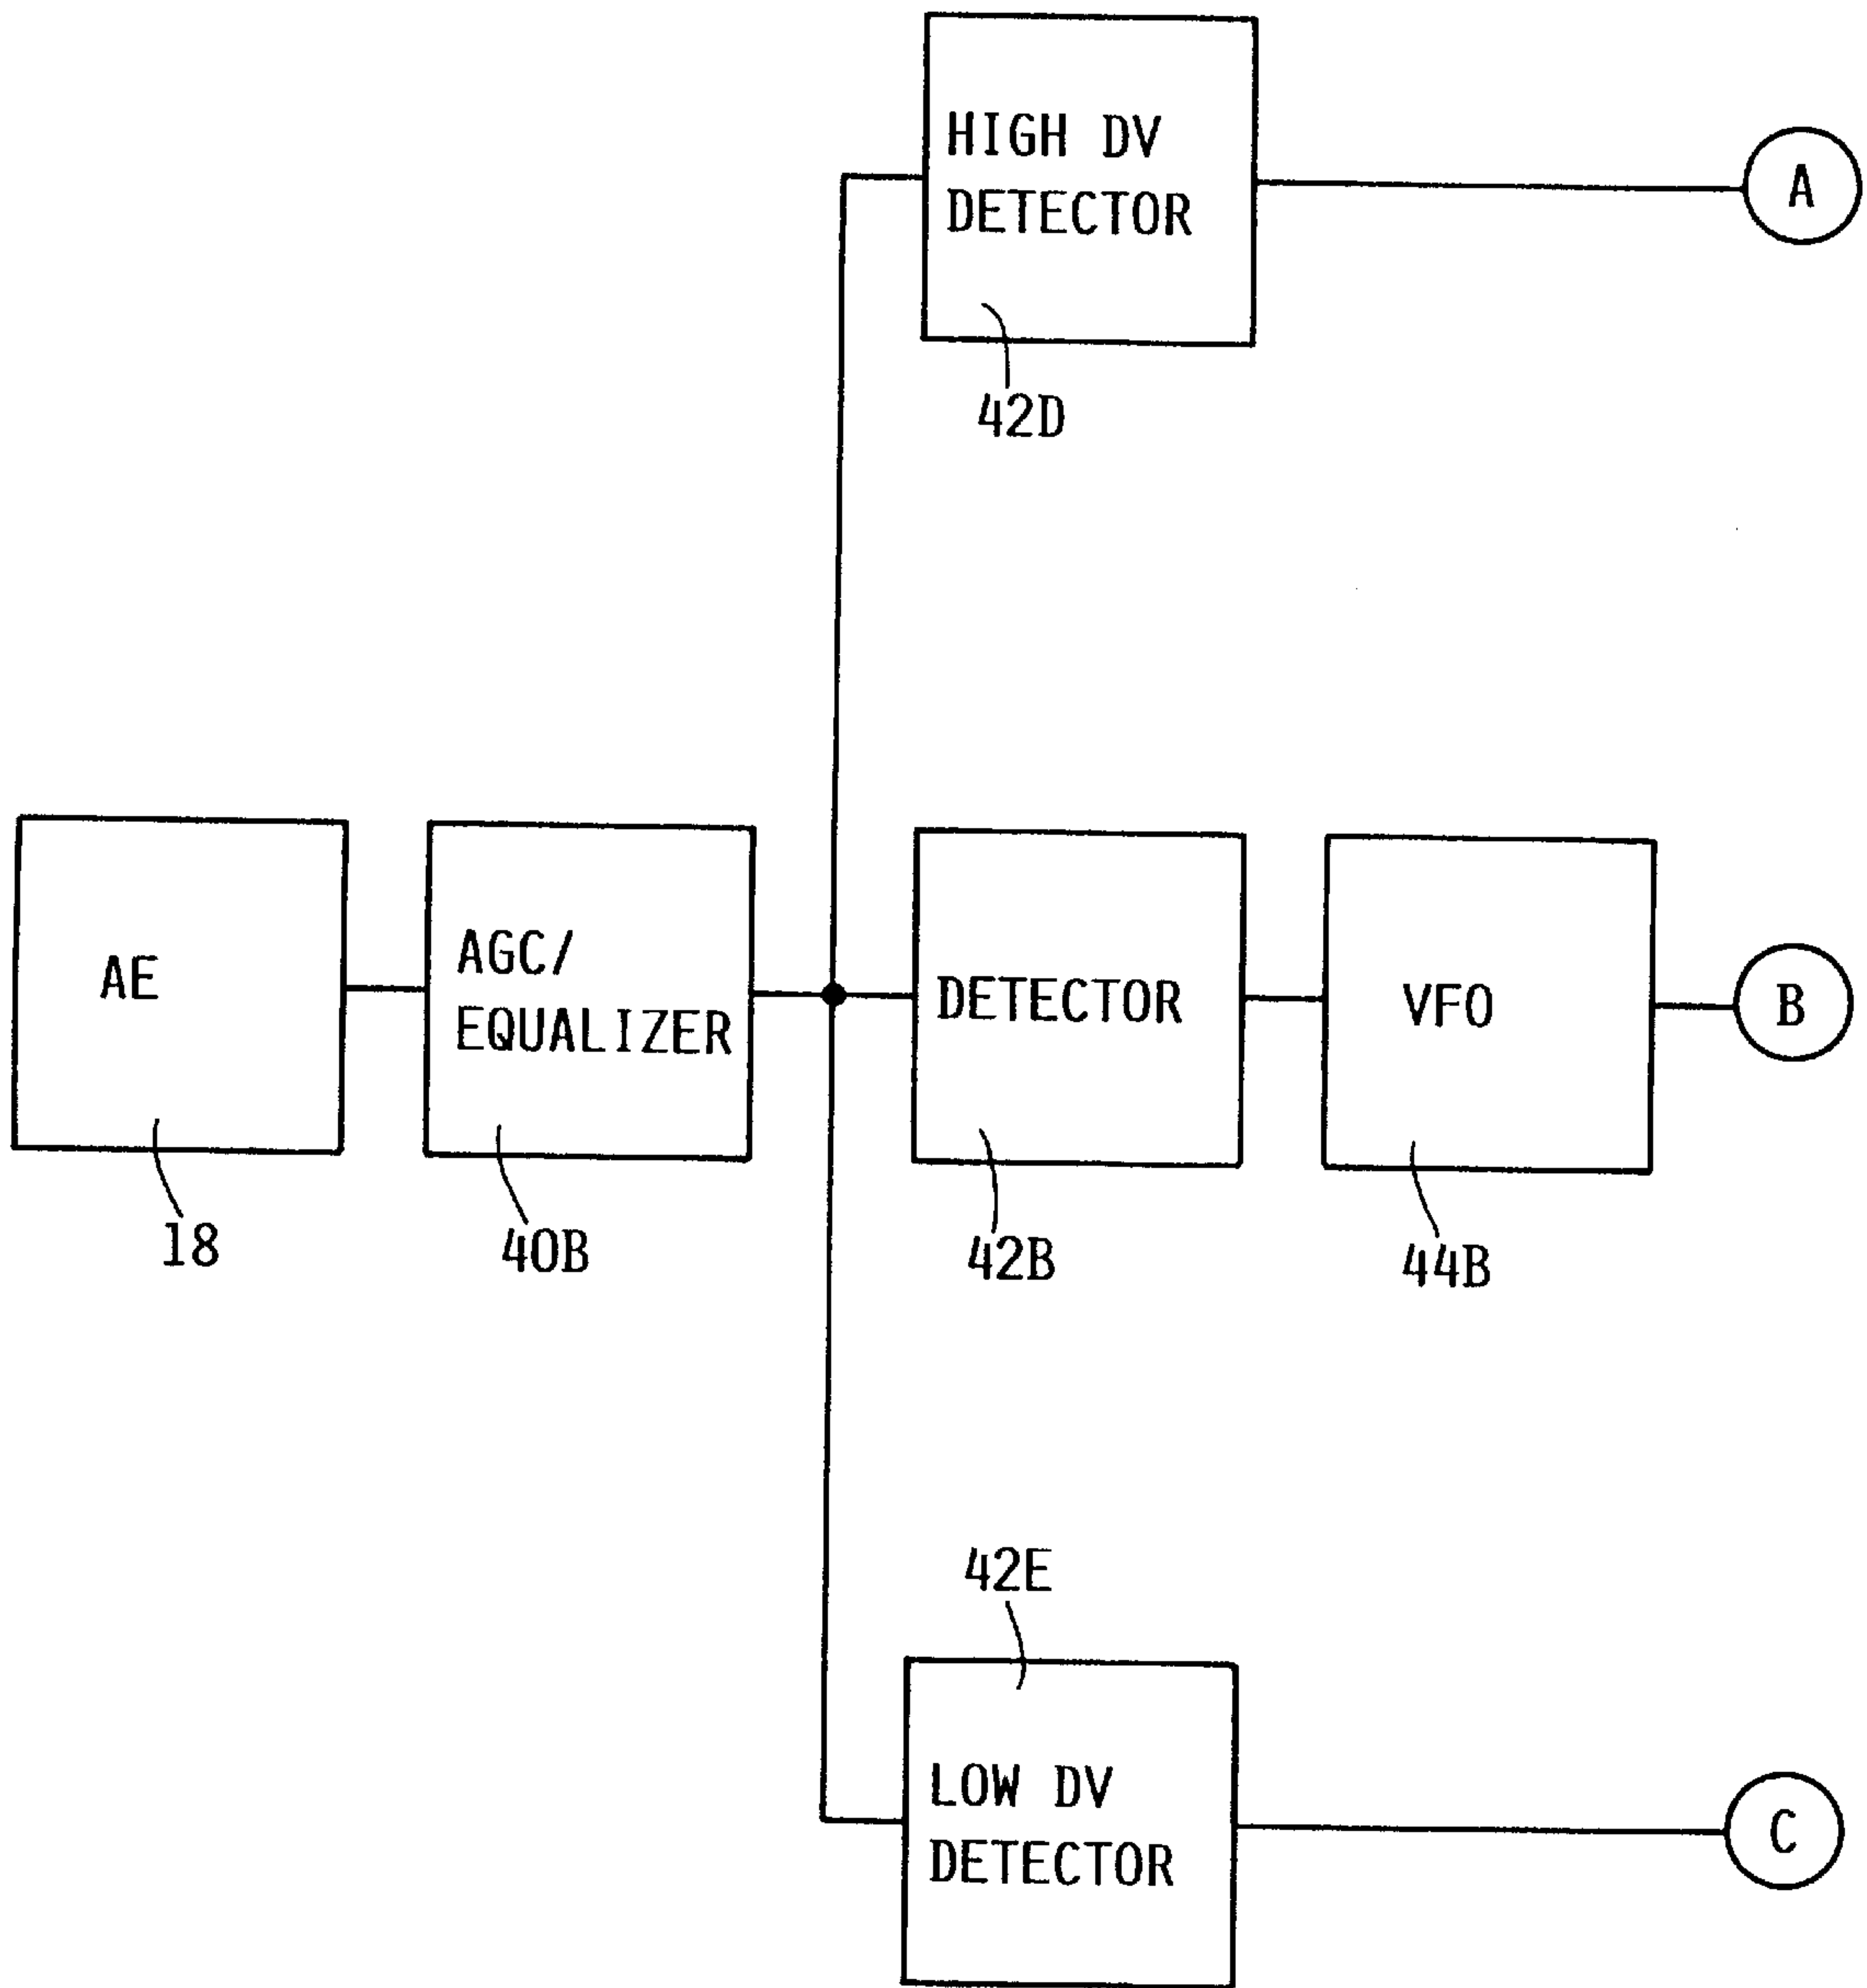 HIGH DV
DETECTOR
A
42D
AE
AGC/
EQUALIZER
DETECTOR
VFO
B
18
40B
42B
44B
42E
LOW DV
DETECTOR
C